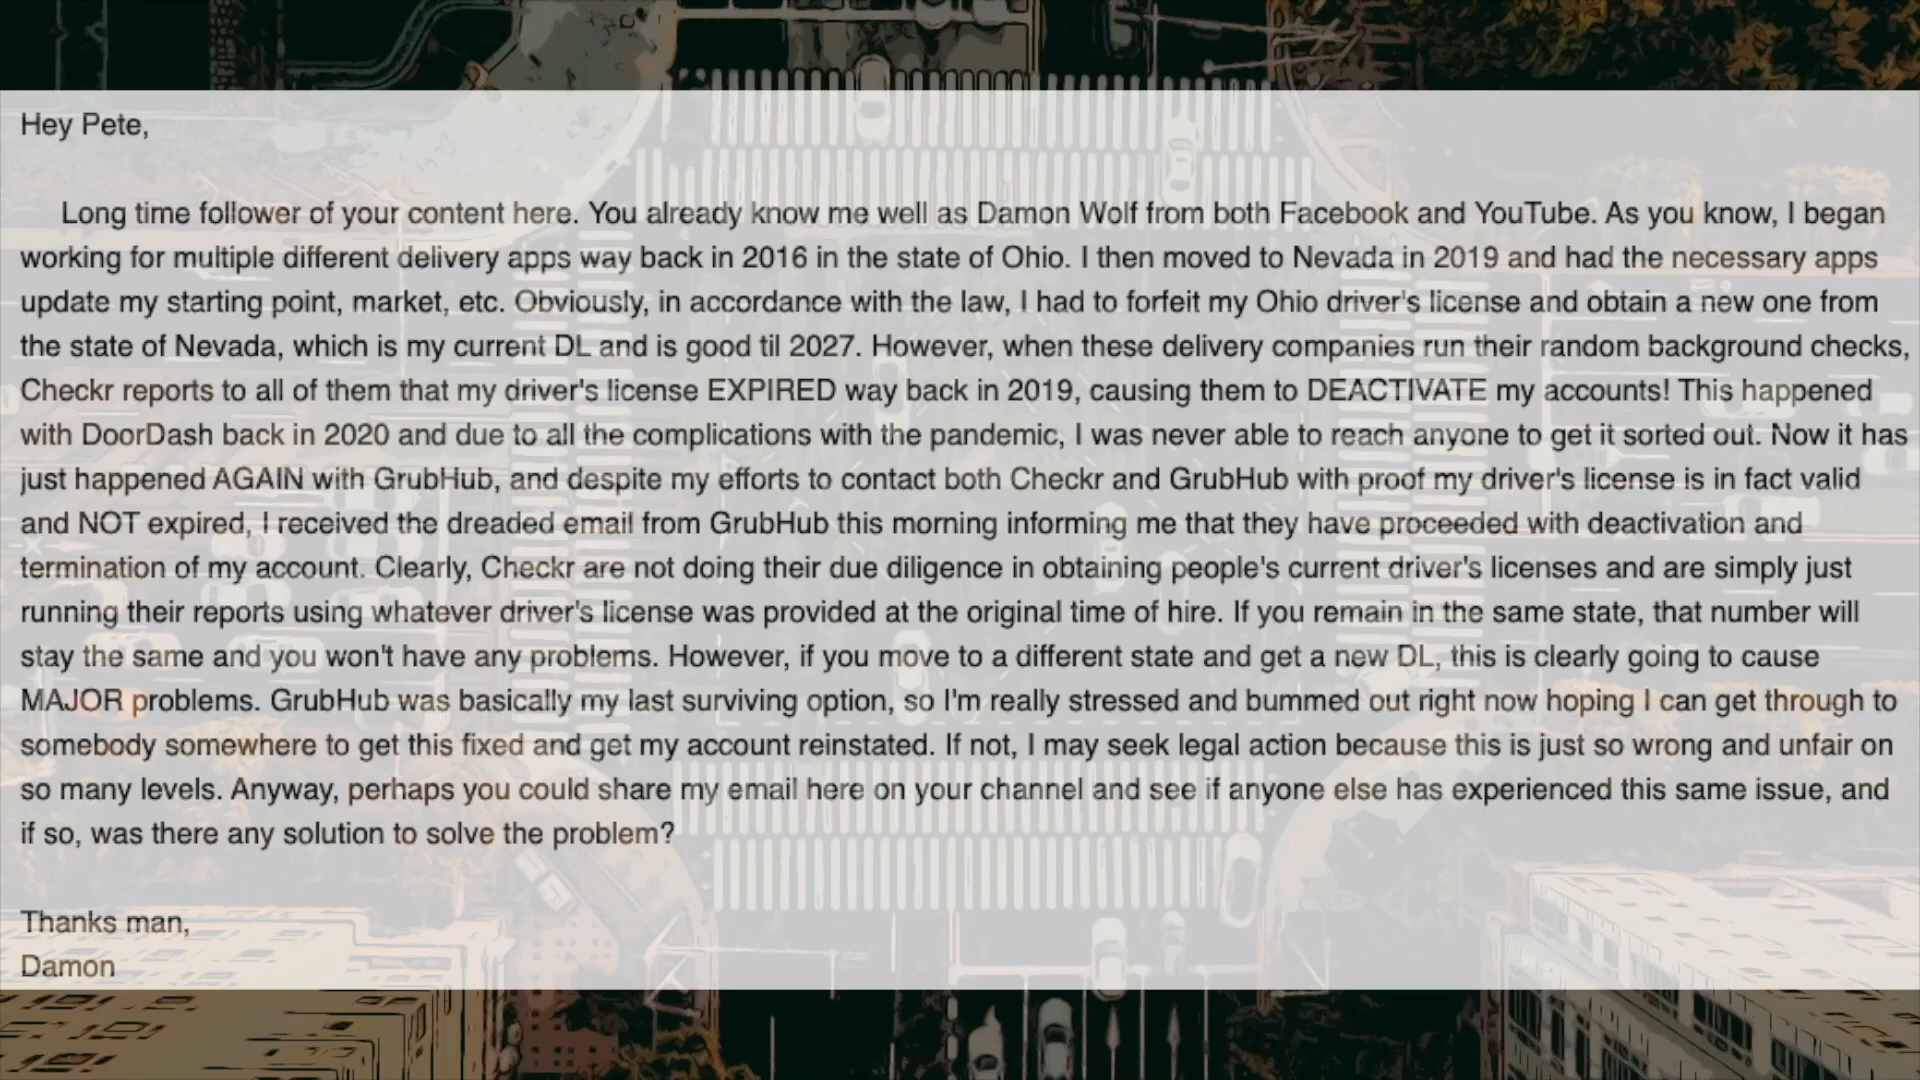 Hey Pete,
Long time follower of your content here. You already know me well as Damon Wolf from both Facebook and YouTube. As you know, I began
working for multiple different delivery apps way back in 2016 in the state of Ohio. I then moved to Nevada in 2019 and had the necessary apps
update my starting point, market, etc. Obviously, in accordance with the law, I had to forfeit my Ohio driver's license and obtain a new one from
the state of Nevada, which is my current DL and is good til 2027. However, when these delivery companies run their random background checks,
Checkr reports to all of them that my driver's license EXPIRED way back in 2019, causing them to DEACTIVATE my accounts! This happened
with DoorDash back in 2020 and due to all the complications with the pandemic, I was never able to reach anyone to get it sorted out. Now it has
just happened AGAIN with GrubHub, and despite my efforts to contact both Checkr and GrubHub with proof my driver's license is in fact valid
and NOT expired, I received the dreaded email from GrubHub this morning informing me that they have proceeded with deactivation and
termination of my account. Clearly, Checkr are not doing their due diligence in obtaining people's current driver's licenses and are simply just
running their reports using whatever driver's license was provided at the original time of hire. If you remain in the same state, that number will
stay the same and you won't have any problems. However, if you move to a different state and get a new DL, this is clearly going to cause
MAJOR problems. GrubHub was basically my last surviving option, so I'm really stressed and bummed out right now hoping I can get through to
somebody somewhere to get this fixed and get my account reinstated. If not, I may seek legal action because this is just so wrong and unfair on
so many levels. Anyway, perhaps you could share my email here on your channel and see if anyone else has experienced this same issue, and
if so, was there any solution to solve the problem?
Thanks man,
Damon